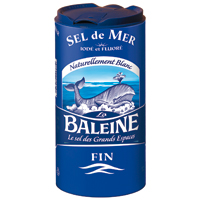 SEL de MER
IODÉ et FLUORÉ
Naturellement Blanc
La
BALEINE
Le sel des Grands Espaces
FIN